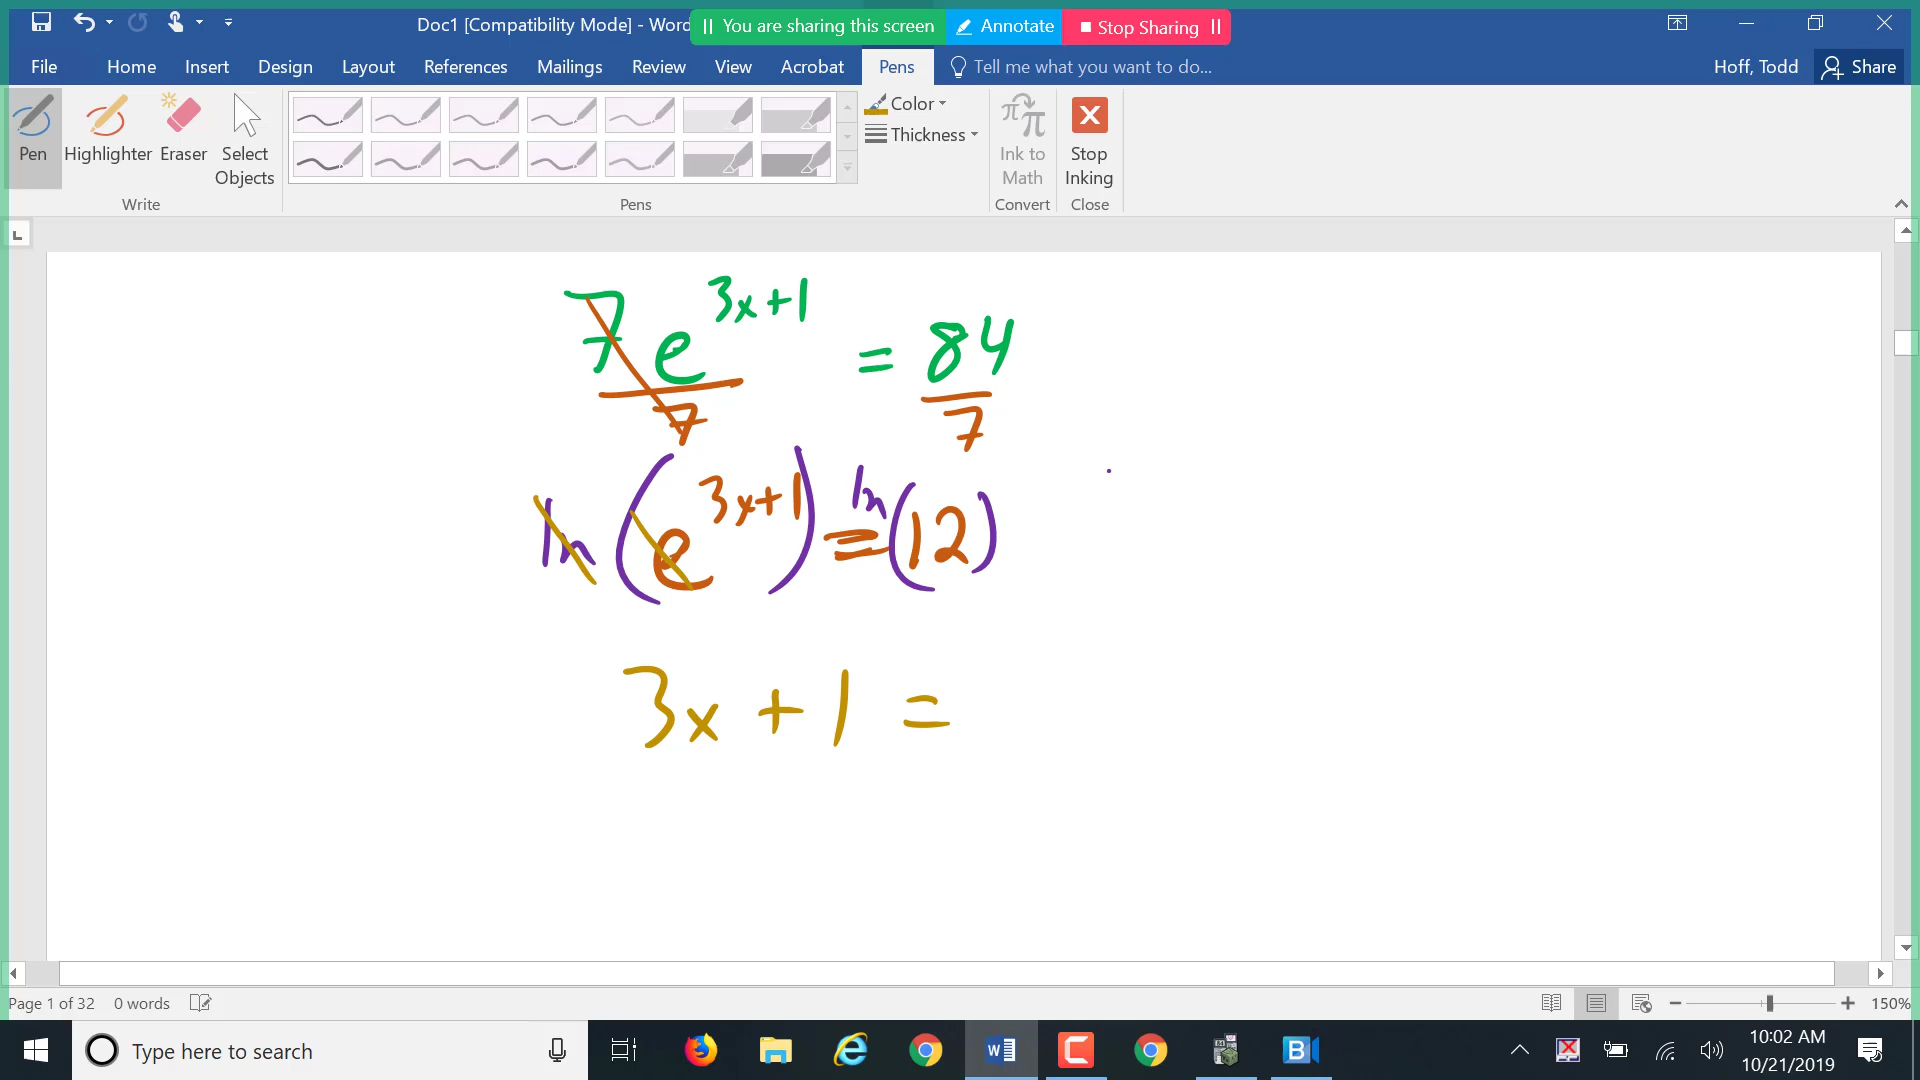 Doc1 [Compatibility Mode] - Word
You are sharing this screen
Annotate
Stop Sharing
File Home Insert Design Layout References Mailings Review View Acrobat Pens Tell me what you want to do... Hoff, Todd Share
Pen Highlighter Eraser Select Objects
Color
Thickness
Ink to Math
Stop Inking
Write Pens Convert Close
7e^{3x+1} = 84
7 7
ln(e^{3x+1}) = ln(12)
3x + 1 =
Page 1 of 32 0 words 150%
Type here to search
10:02 AM
10/21/2019